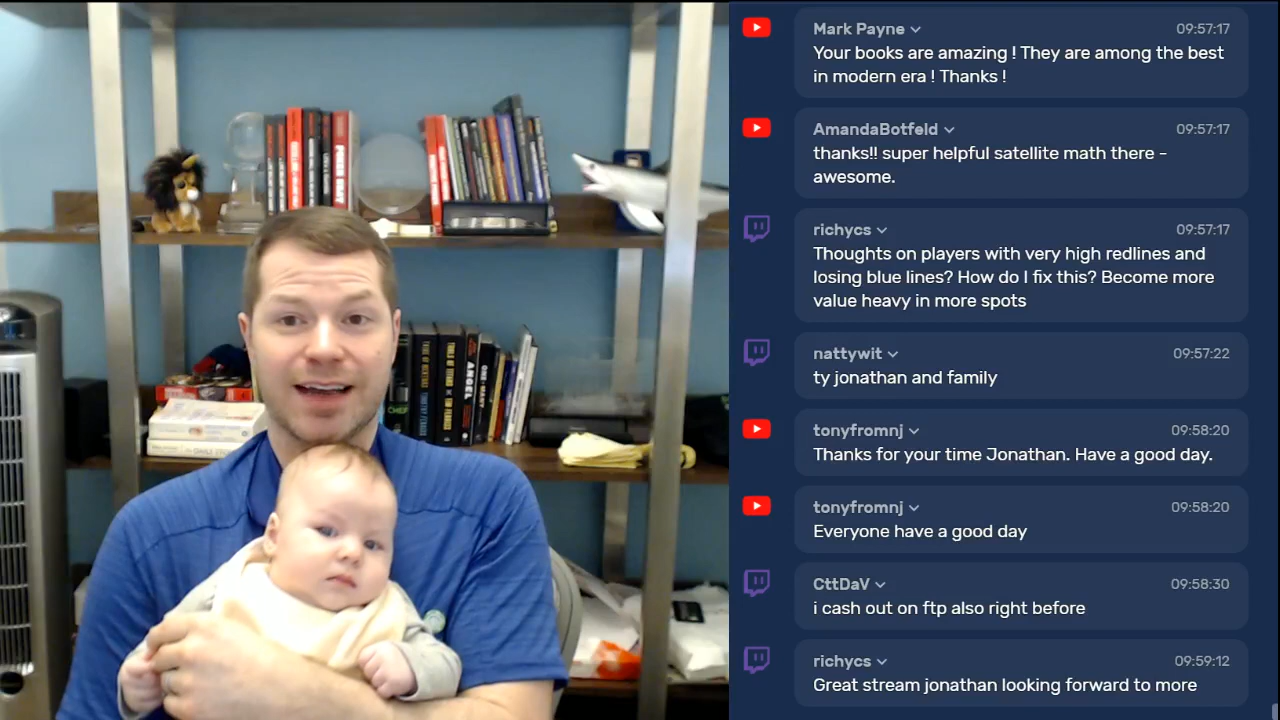 Mark Payne
09:57:17
Your books are amazing ! They are among the best
in modern era ! Thanks !
AmandaBotfeld
09:57:17
thanks!! super helpful satellite math there -
awesome.
richycs
09:57:17
Thoughts on players with very high redlines and
losing blue lines? How do I fix this? Become more
value heavy in more spots
nattywit
09:57:22
ty jonathan and family
tonyfromnj
09:58:20
Thanks for your time Jonathan. Have a good day.
tonyfromnj
09:58:20
Everyone have a good day
CttDaV
09:58:30
i cash out on ftp also right before
richycs
09:59:12
Great stream jonathan looking forward to more
ANGEL